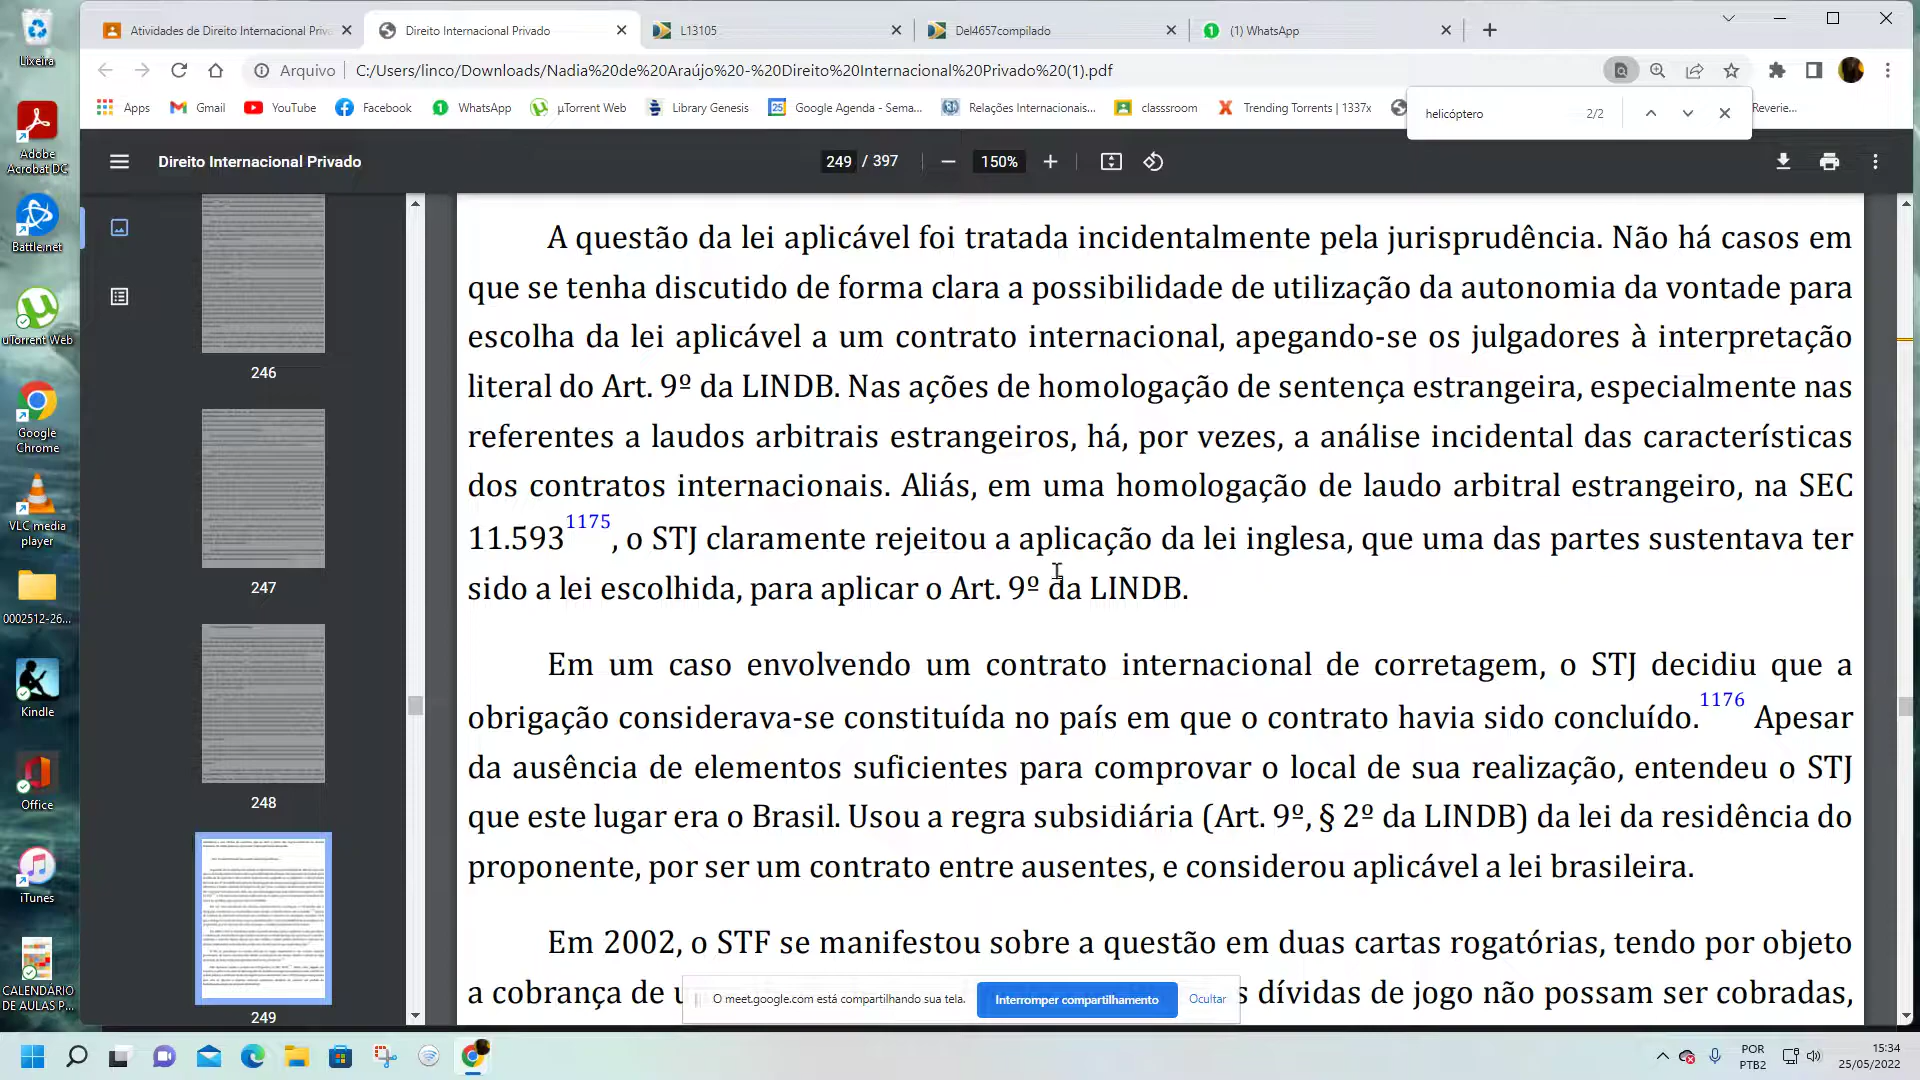 Lixeira
Adobe
Acrobat DC
Battle.net
uTorrent Web
Google
Chrome
VLC media
player
0002512-26...
Kindle
Office
iTunes
CALENDÁRIO
DE AULAS P...
Atividades de Direito Internacional Priv
Direito Internacional Privado
L13105
Del4657compilado
(1) WhatsApp
Arquivo
C:/Users/linco/Downloads/Nadia%20de%20Araújo%20-%20Direito%20Internacional%20Privado%20(1).pdf
Apps
Gmail
YouTube
Facebook
WhatsApp
µTorrent Web
Library Genesis
Google Agenda - Sema...
Relações Internacionais...
classsroom
Trending Torrents | 1337x
Reverie...
helicóptero
2/2
Direito Internacional Privado
249 / 397
150%
246
247
248
249
A questão da lei aplicável foi tratada incidentalmente pela jurisprudência. Não há casos em
que se tenha discutido de forma clara a possibilidade de utilização da autonomia da vontade para
escolha da lei aplicável a um contrato internacional, apegando-se os julgadores à interpretação
literal do Art. 9º da LINDB. Nas ações de homologação de sentença estrangeira, especialmente nas
referentes a laudos arbitrais estrangeiros, há, por vezes, a análise incidental das características
dos contratos internacionais. Aliás, em uma homologação de laudo arbitral estrangeiro, na SEC
11.593 1175, o STJ claramente rejeitou a aplicação da lei inglesa, que uma das partes sustentava ter
sido a lei escolhida, para aplicar o Art. 9º da LINDB.
Em um caso envolvendo um contrato internacional de corretagem, o STJ decidiu que a
obrigação considerava-se constituída no país em que o contrato havia sido concluído. 1176 Apesar
da ausência de elementos suficientes para comprovar o local de sua realização, entendeu o STJ
que este lugar era o Brasil. Usou a regra subsidiária (Art. 9º, § 2º da LINDB) da lei da residência do
proponente, por ser um contrato entre ausentes, e considerou aplicável a lei brasileira.
Em 2002, o STF se manifestou sobre a questão em duas cartas rogatórias, tendo por objeto
a cobrança de u
s dívidas de jogo não possam ser cobradas,
O meet.google.com está compartilhando sua tela.
Interromper compartilhamento
Ocultar
POR
PTB2
15:34
25/05/2022